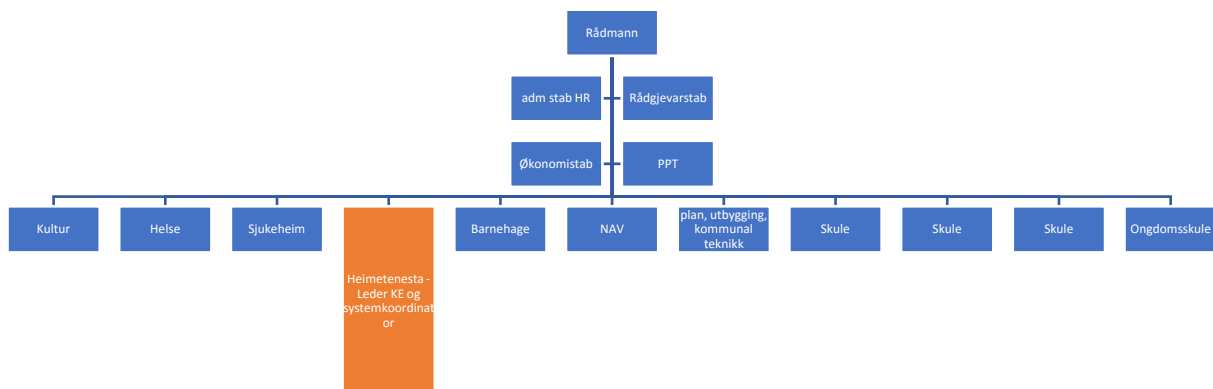 Rådmann
adm stab HR
Rådgjevarstab
Økonomistab
PPT
Kultur
Helse
Sjukeheim
Heimetenesta -
Leder KE og
systemkoordinat
or
Barnehage
NAV
plan, utbygging,
kommunal
teknikk
Skule
Skule
Skule
Ongdomsskule